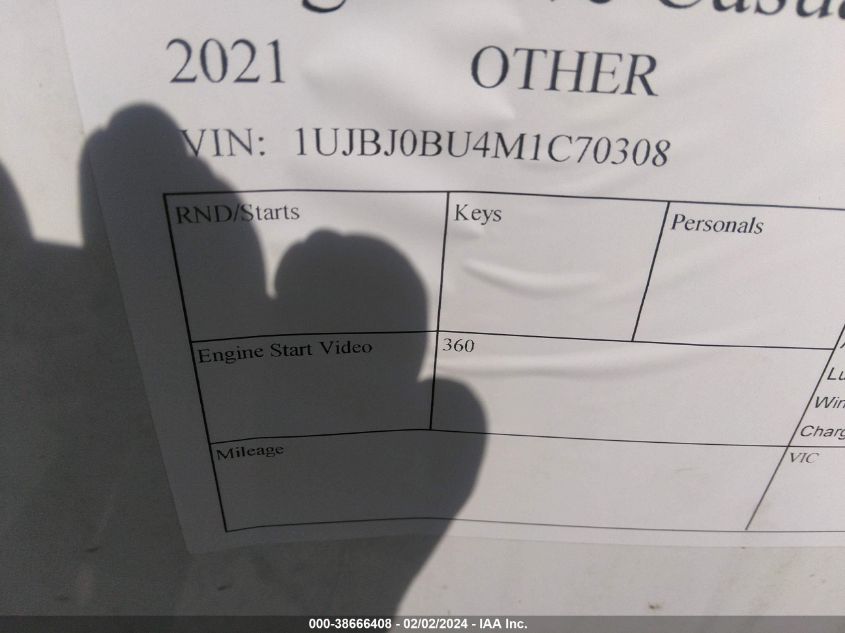 2021 OTHER
VIN: 1UJBJ0BU4M1C70308
RND/Starts Keys Personals
Engine Start Video 360
Lu
Win
Charg
Mileage VIC
000-38666408 - 02/02/2024 - IAA Inc.